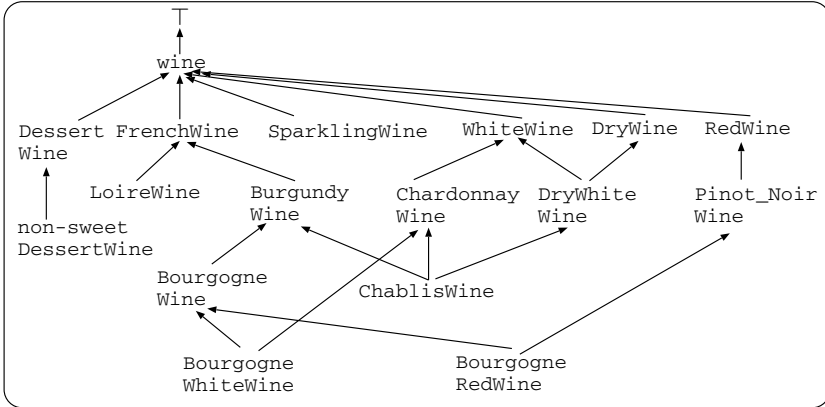 ⊤
wine
Dessert
Wine
FrenchWine
SparklingWine
WhiteWine
DryWine
RedWine
LoireWine
Burgundy
Wine
Chardonnay
Wine
DryWhite
Wine
Pinot_Noir
Wine
non-sweet
DessertWine
Bourgogne
Wine
ChablisWine
Bourgogne
WhiteWine
Bourgogne
RedWine